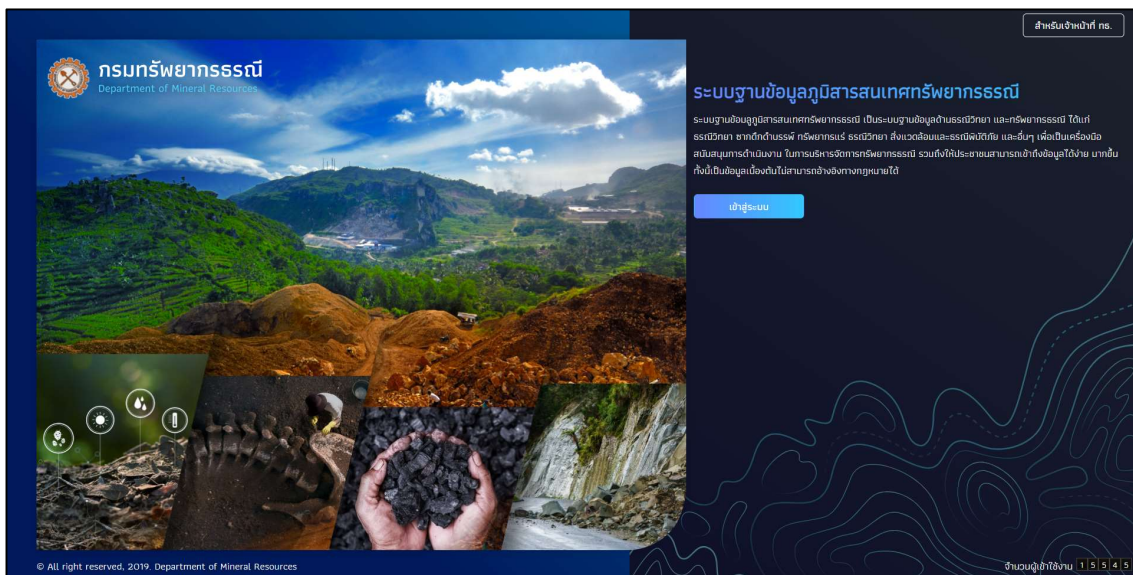 สำหรับเจ้าหน้าที่ ทธ.
กรมทรัพยากรธรณี
Department of Mineral Resources
ระบบฐานข้อมูลภูมิสารสนเทศทรัพยากรธรณี
ระบบฐานข้อมูลภูมิสารสนเทศทรัพยากรธรณี เป็นระบบฐานข้อมูลด้านธรณีวิทยา และทรัพยากรธรณี ได้แก่
ธรณีวิทยา ซากดึกดำบรรพ์ ทรัพยากรแร่ ธรณีวิทยา สิ่งแวดล้อมและธรณีพิบัติภัย และอื่นๆ เพื่อเป็นเครื่องมือ
สนับสนุนการดำเนินงาน ในการบริหารจัดการทรัพยากรธรณี รวมถึงให้ประชาชนสามารถเข้าถึงข้อมูลได้ง่าย มากขึ้น
ทั้งนี้เป็นข้อมูลเบื้องต้นไม่สามารถอ้างอิงทางกฎหมายได้
เข้าสู่ระบบ
© All right reserved, 2019. Department of Mineral Resources
จำนวนผู้เข้าใช้งาน 1 5 5 4 5